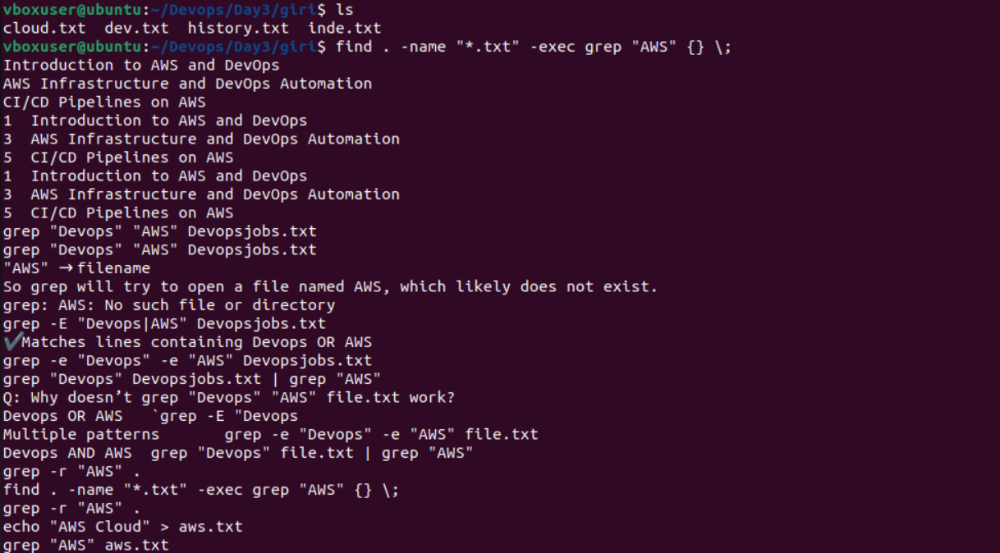 vboxuser@ubuntu:~/Devops/Day3/giri$ ls
cloud.txt  dev.txt  history.txt  inde.txt
vboxuser@ubuntu:~/Devops/Day3/giri$ find . -name "*.txt" -exec grep "AWS" {} \;
Introduction to AWS and DevOps
AWS Infrastructure and DevOps Automation
CI/CD Pipelines on AWS
1  Introduction to AWS and DevOps
3  AWS Infrastructure and DevOps Automation
5  CI/CD Pipelines on AWS
1  Introduction to AWS and DevOps
3  AWS Infrastructure and DevOps Automation
5  CI/CD Pipelines on AWS
grep "Devops" "AWS" Devopsjobs.txt
grep "Devops" "AWS" Devopsjobs.txt
"AWS" → filename
So grep will try to open a file named AWS, which likely does not exist.
grep: AWS: No such file or directory
grep -E "Devops|AWS" Devopsjobs.txt
✔Matches lines containing Devops OR AWS
grep -e "Devops" -e "AWS" Devopsjobs.txt
grep "Devops" Devopsjobs.txt | grep "AWS"
Q: Why doesn’t grep "Devops" "AWS" file.txt work?
Devops OR AWS   `grep -E "Devops
Multiple patterns       grep -e "Devops" -e "AWS" file.txt
Devops AND AWS  grep "Devops" file.txt | grep "AWS"
grep -r "AWS" .
find . -name "*.txt" -exec grep "AWS" {} \;
grep -r "AWS" .
echo "AWS Cloud" > aws.txt
grep "AWS" aws.txt